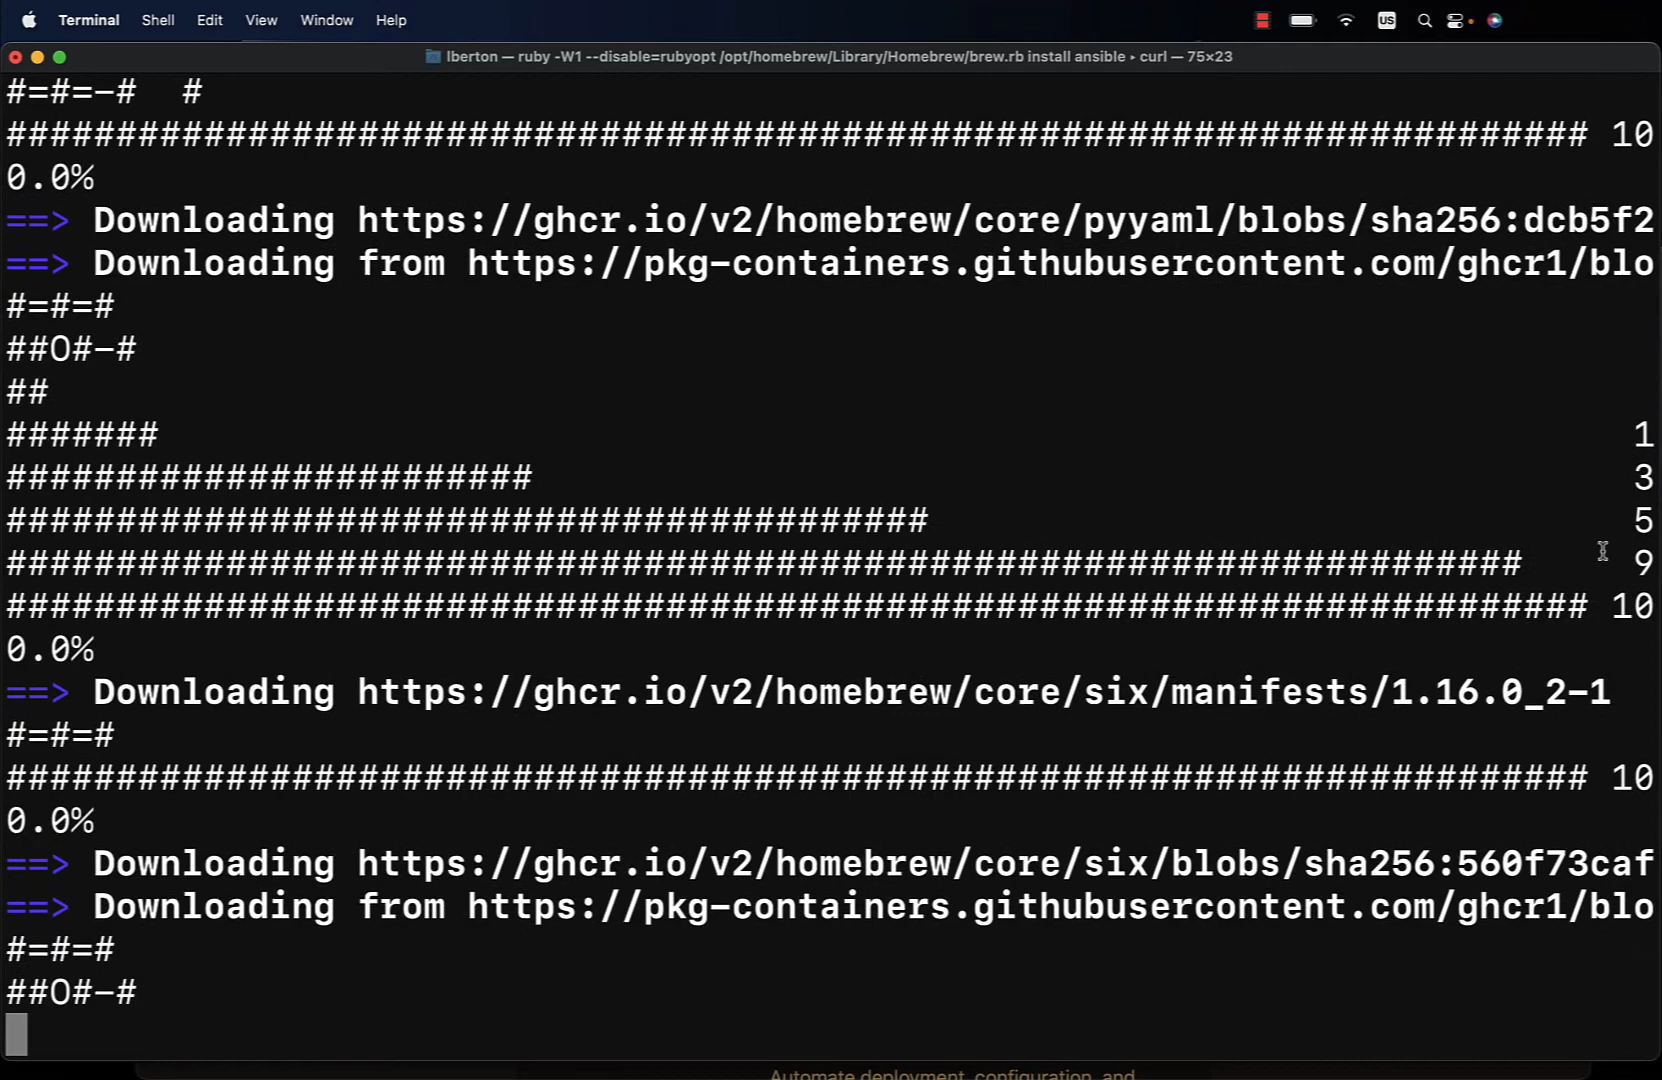 Terminal Shell Edit View Window Help US
lberton — ruby -W1 --disable=rubyopt /opt/homebrew/Library/Homebrew/brew.rb install ansible ▸ curl — 75×23
#=#=-#  #
######################################################################## 10
0.0%
==> Downloading https://ghcr.io/v2/homebrew/core/pyyaml/blobs/sha256:dcb5f2
==> Downloading from https://pkg-containers.githubusercontent.com/ghcr1/blo
#=#=#
##O#-#
##
####### 1
######################## 3
########################################## 5
##################################################################### 9
######################################################################## 10
0.0%
==> Downloading https://ghcr.io/v2/homebrew/core/six/manifests/1.16.0_2-1
#=#=#
######################################################################## 10
0.0%
==> Downloading https://ghcr.io/v2/homebrew/core/six/blobs/sha256:560f73caf
==> Downloading from https://pkg-containers.githubusercontent.com/ghcr1/blo
#=#=#
##O#-#
Automate deployment, configuration, and